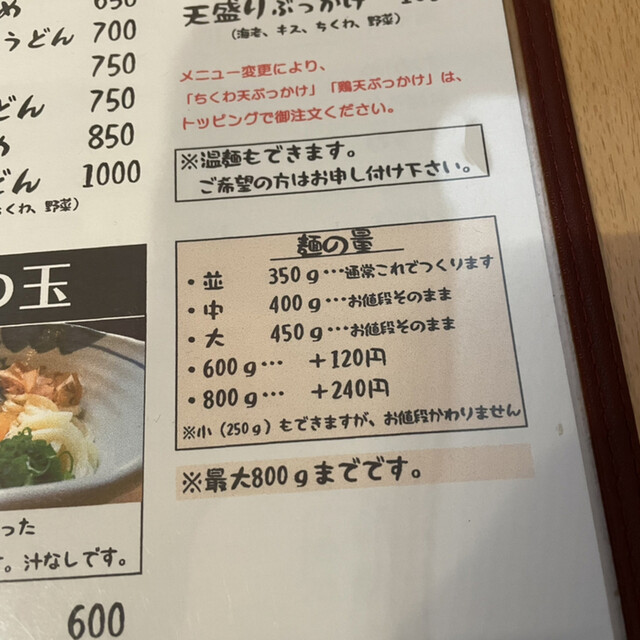 め 650
うどん 700
750
どん 750
め 850
どん 1000
ちくわ、野菜)
の玉
った
す。汁なしです。
600
天盛りぶっかけ
(海老、キス、ちくわ、野菜)
メニュー変更により、
「ちくわ天ぶっかけ」「鶏天ぶっかけ」は、
トッピングで御注文ください。
※温麺もできます。
ご希望の方はお申し付け下さい。
麺の量
・並 350g…通常これでつくります
・中 400g…お値段そのまま
・大 450g…お値段そのまま
・600g… +120円
・800g… +240円
※小(250g)もできますが、お値段かわりません
※最大800gまでです。